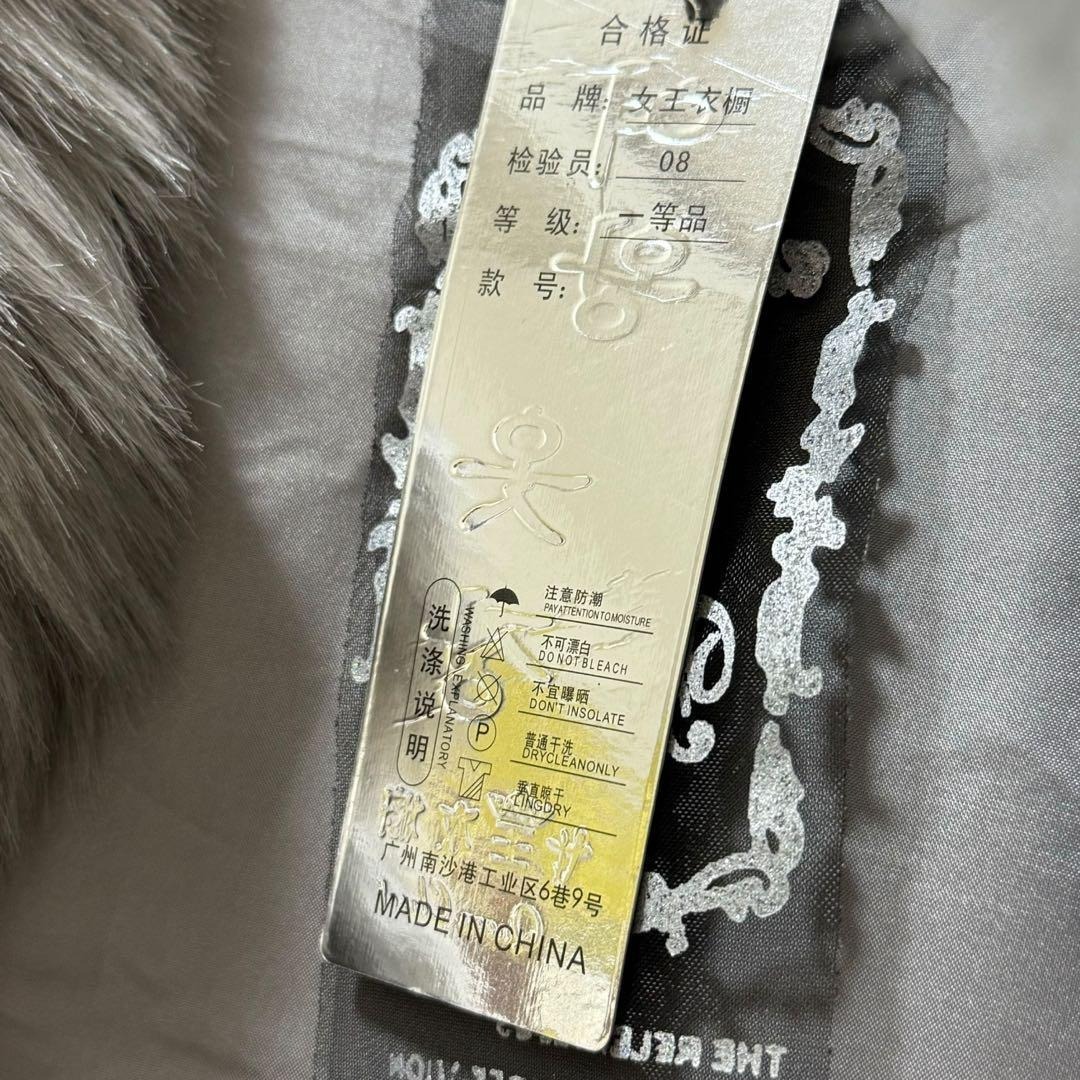 合格证
品 牌: 女王衣橱
检验员: 08
等 级: 一等品
款 号:
洗涤说明
WASHING EXPLANATORY
注意防潮
PAY ATTENTION TO MOISTURE
不可漂白
DO NOT BLEACH
不宜曝晒
DON'T INSOLATE
P
普通干洗
DRYCLEANONLY
垂直晾干
LINGDRY
广州南沙港工业区6巷9号
MADE IN CHINA
THE